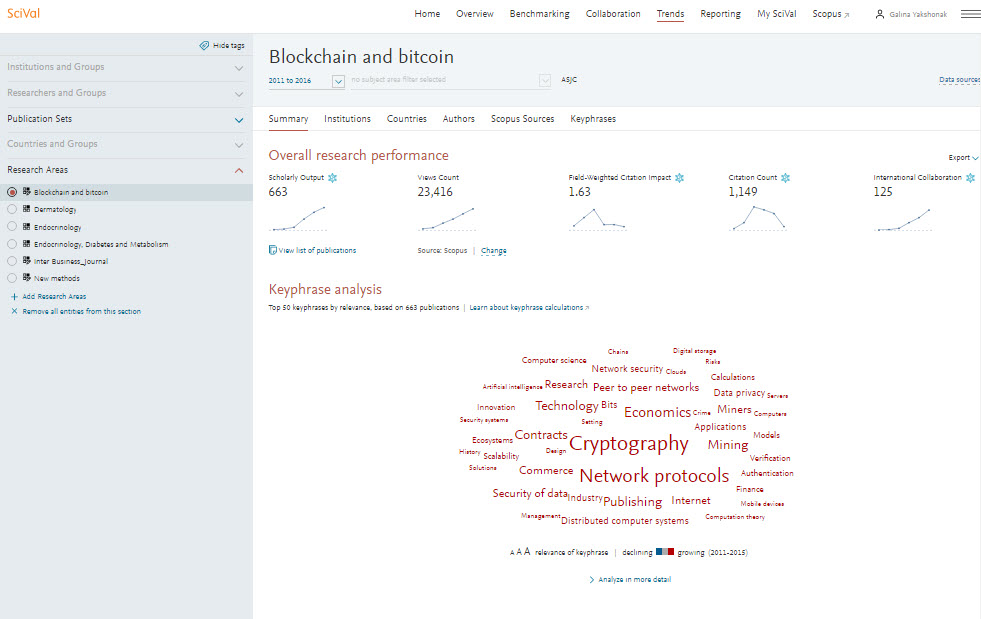 SciVal
Home Overview Benchmarking Collaboration Trends Reporting My SciVal Scopus Galina Yakshonak
Hide tags
Institutions and Groups
Researchers and Groups
Publication Sets
Countries and Groups
Research Areas
Blockchain and bitcoin
Dermatology
Endocrinology
Endocrinology, Diabetes and Metabolism
Inter Business_Journal
New methods
+ Add Research Areas
× Remove all entities from this section
Blockchain and bitcoin
2011 to 2016 no subject area filter selected ASJC
Data sources
Summary Institutions Countries Authors Scopus Sources Keyphrases
Overall research performance
Export
Scholarly Output Views Count Field-Weighted Citation Impact Citation Count International Collaboration
663 23,416 1.63 1,149 125
View list of publications Source: Scopus | Change
Keyphrase analysis
Top 50 keyphrases by relevance, based on 663 publications | Learn about keyphrase calculations
Chains Digital storage
Computer science Risks
Network security Clouds
Calculations
Artificial intelligence Research Peer to peer networks
Data privacy Servers
Innovation Technology Bits Economics Crime Miners Computers
Security systems Setting Applications
Ecosystems Contracts Cryptography Mining Models
History Scalability Design Verification
Solutions Commerce Network protocols Authentication
Security of data Industry Publishing Internet Finance
Mobile devices
Management Distributed computer systems Computation theory
A A A relevance of keyphrase | declining growing (2011-2015)
Analyze in more detail